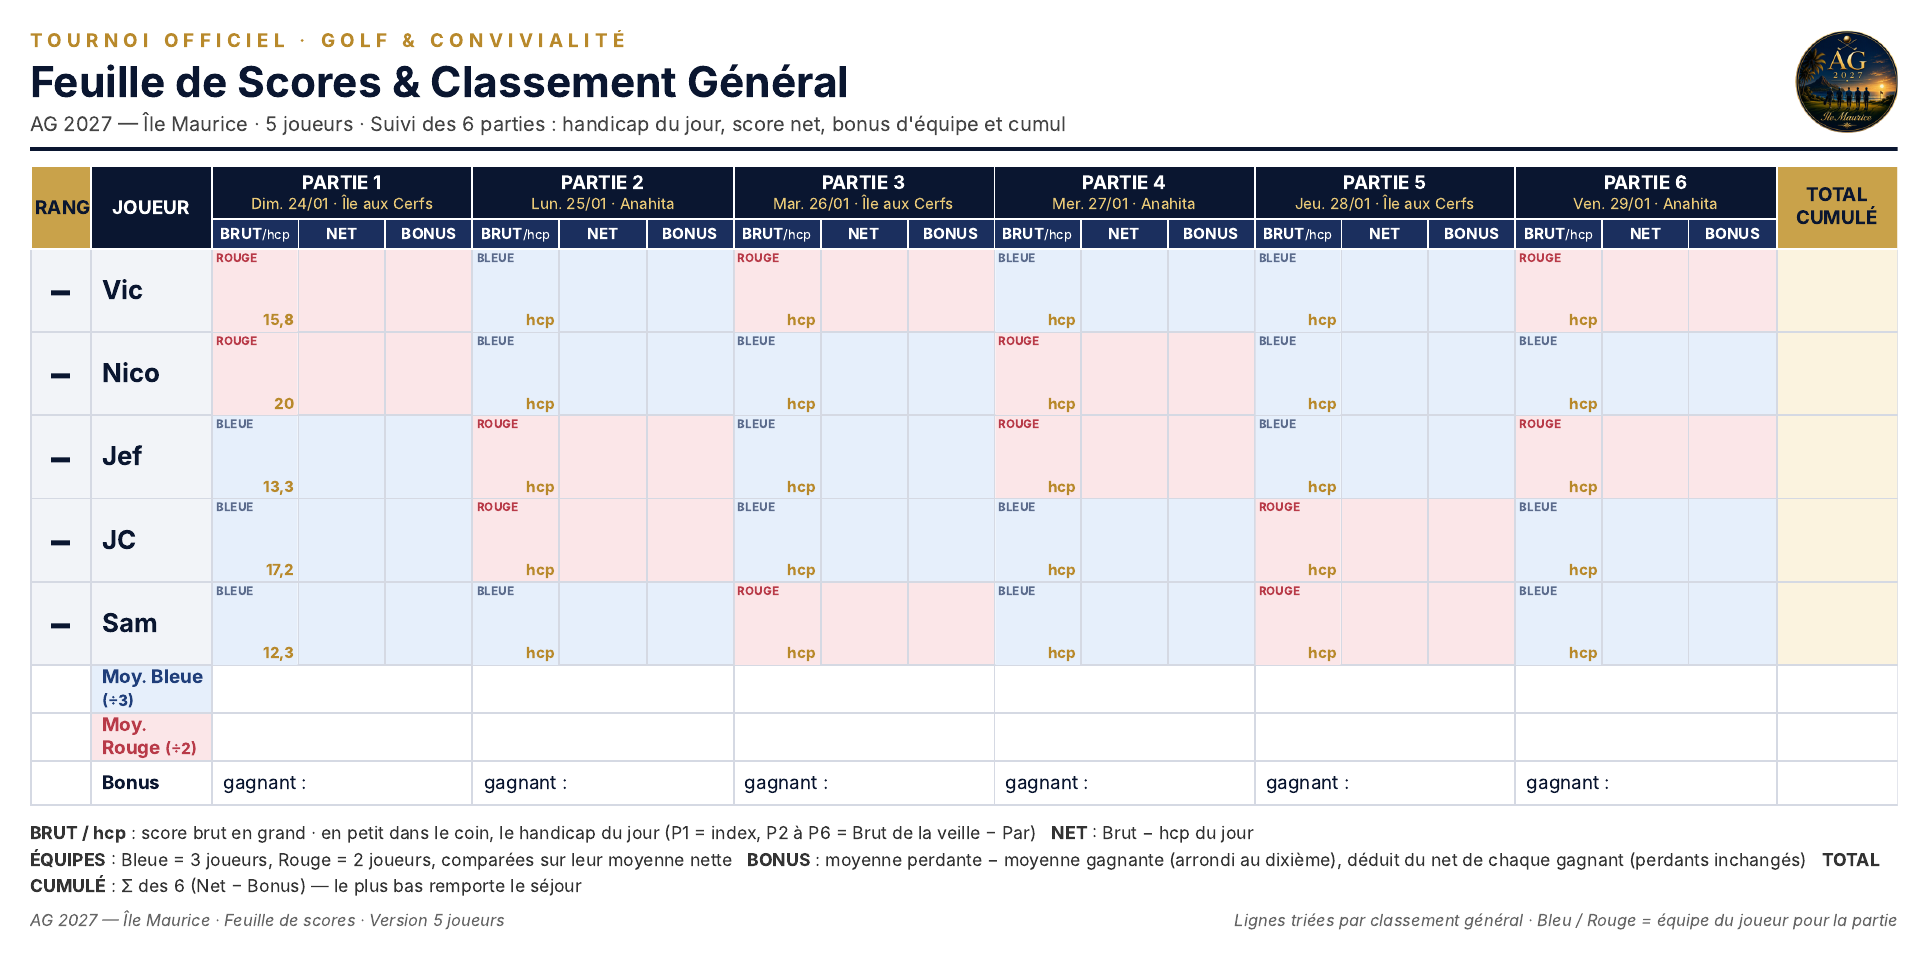 TOURNOI OFFICIEL · GOLF & CONVIVIALITÉ
Feuille de Scores & Classement Général
AG 2027 — Île Maurice · 5 joueurs · Suivi des 6 parties : handicap du jour, score net, bonus d'équipe et cumul
AG
2027
Île Maurice
RANG JOUEUR PARTIE 1 PARTIE 2 PARTIE 3 PARTIE 4 PARTIE 5 PARTIE 6 TOTAL CUMULÉ
Dim. 24/01 · Île aux Cerfs Lun. 25/01 · Anahita Mar. 26/01 · Île aux Cerfs Mer. 27/01 · Anahita Jeu. 28/01 · Île aux Cerfs Ven. 29/01 · Anahita
BRUT/hcp NET BONUS BRUT/hcp NET BONUS BRUT/hcp NET BONUS BRUT/hcp NET BONUS BRUT/hcp NET BONUS BRUT/hcp NET BONUS
ROUGE BLEUE ROUGE BLEUE BLEUE ROUGE
– Vic
15,8 hcp hcp hcp hcp hcp
ROUGE BLEUE BLEUE ROUGE BLEUE BLEUE
– Nico
20 hcp hcp hcp hcp hcp
BLEUE ROUGE BLEUE ROUGE BLEUE ROUGE
– Jef
13,3 hcp hcp hcp hcp hcp
BLEUE ROUGE BLEUE BLEUE ROUGE BLEUE
– JC
17,2 hcp hcp hcp hcp hcp
BLEUE BLEUE ROUGE BLEUE ROUGE BLEUE
– Sam
12,3 hcp hcp hcp hcp hcp
Moy. Bleue
(÷3)
Moy.
Rouge (÷2)
Bonus gagnant : gagnant : gagnant : gagnant : gagnant : gagnant :
BRUT / hcp : score brut en grand · en petit dans le coin, le handicap du jour (P1 = index, P2 à P6 = Brut de la veille − Par) NET : Brut − hcp du jour
ÉQUIPES : Bleue = 3 joueurs, Rouge = 2 joueurs, comparées sur leur moyenne nette BONUS : moyenne perdante − moyenne gagnante (arrondi au dixième), déduit du net de chaque gagnant (perdants inchangés) TOTAL
CUMULÉ : Σ des 6 (Net − Bonus) — le plus bas remporte le séjour
AG 2027 — Île Maurice · Feuille de scores · Version 5 joueurs Lignes triées par classement général · Bleu / Rouge = équipe du joueur pour la partie